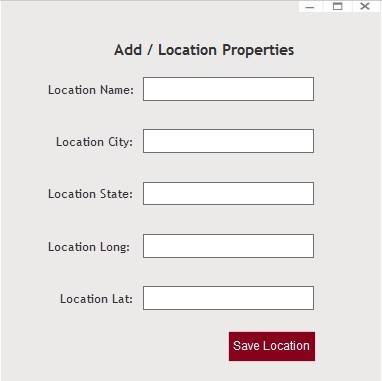 Add / Location Properties
Location Name:
Location City:
Location State:
Location Long:
Location Lat:
Save Location